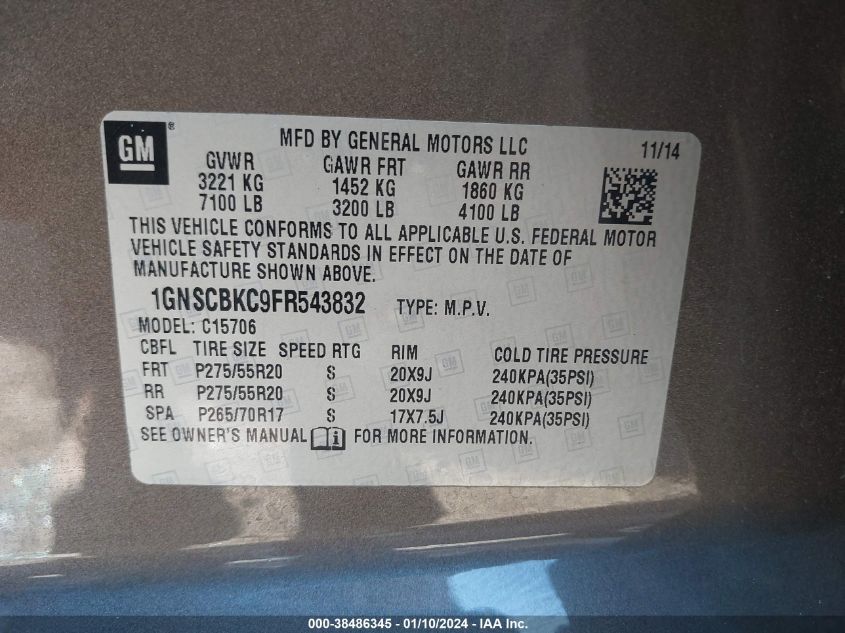 GM ®
MFD BY GENERAL MOTORS LLC 11/14
GVWR GAWR FRT GAWR RR
3221 KG 1452 KG 1860 KG
7100 LB 3200 LB 4100 LB
THIS VEHICLE CONFORMS TO ALL APPLICABLE U.S. FEDERAL MOTOR
VEHICLE SAFETY STANDARDS IN EFFECT ON THE DATE OF
MANUFACTURE SHOWN ABOVE.
1GNSCBKC9FR543832 TYPE: M.P.V.
MODEL: C15706
CBFL TIRE SIZE SPEED RTG RIM COLD TIRE PRESSURE
FRT P275/55R20 S 20X9J 240KPA(35PSI)
RR P275/55R20 S 20X9J 240KPA(35PSI)
SPA P265/70R17 S 17X7.5J 240KPA(35PSI)
SEE OWNER'S MANUAL i FOR MORE INFORMATION.
000-38486345 - 01/10/2024 - IAA Inc.